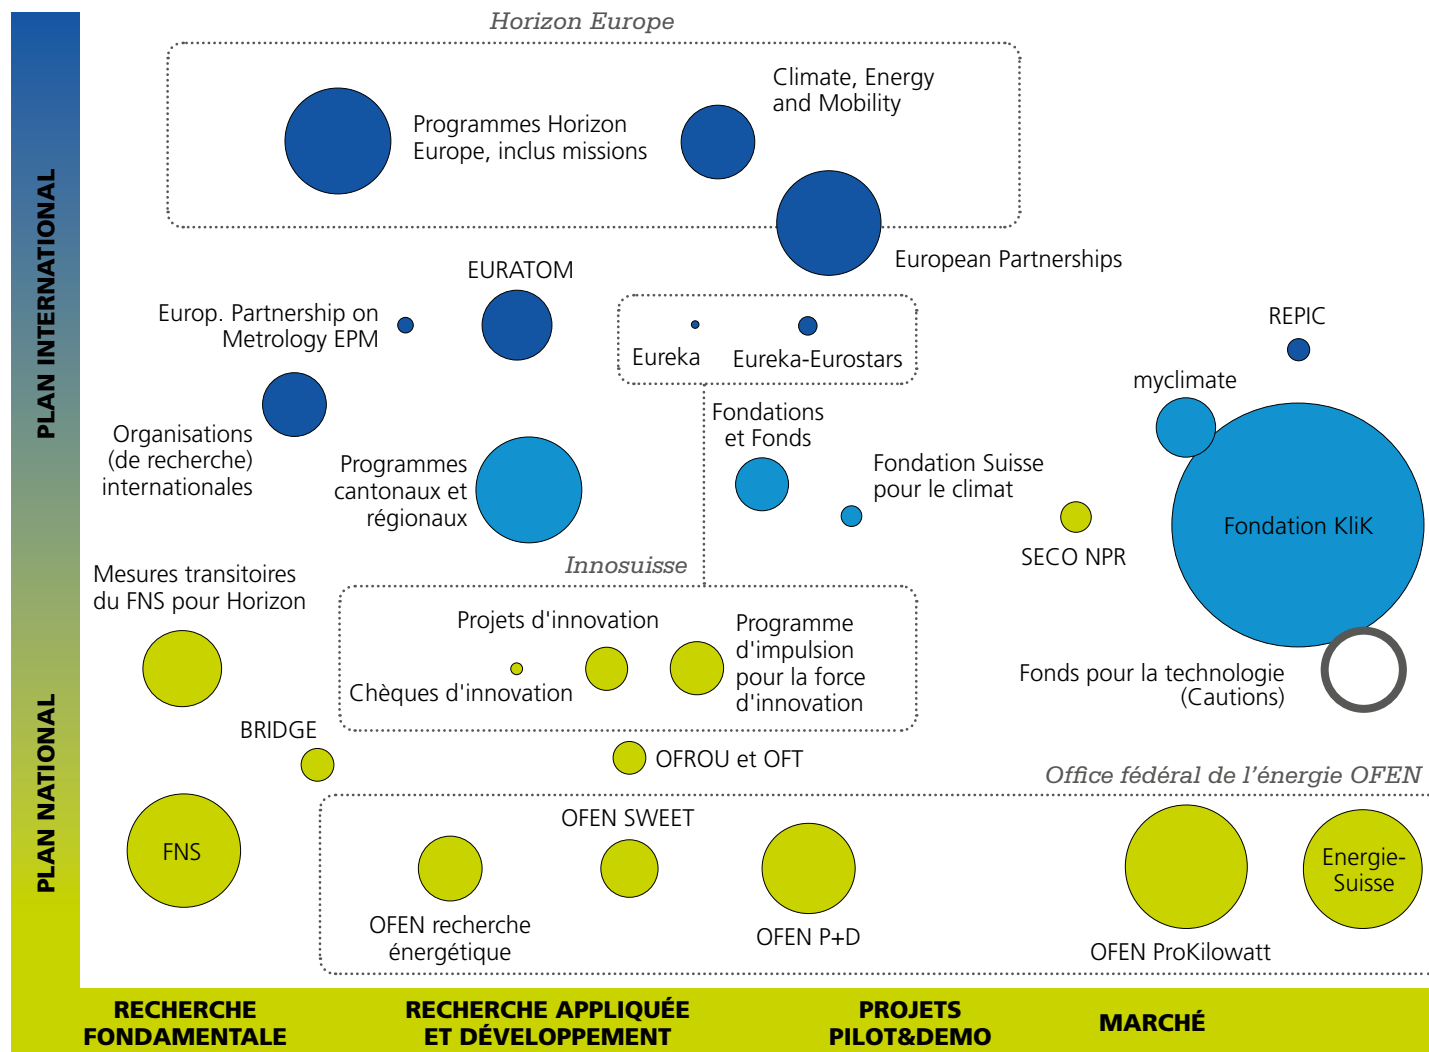 Horizon Europe
Climate, Energy
and Mobility
Programmes Horizon
Europe, inclus missions
European Partnerships
EURATOM
Europ. Partnership on
Metrology EPM
Eureka
Eureka-Eurostars
REPIC
myclimate
Organisations
(de recherche)
internationales
Programmes
cantonaux et
régionaux
Fondations
et Fonds
Fondation Suisse
pour le climat
SECO NPR
Fondation KliK
Innosuisse
Mesures transitoires
du FNS pour Horizon
Projets d'innovation
Chèques d'innovation
Programme
d'impulsion
pour la force
d'innovation
Fonds pour la technologie
(Cautions)
BRIDGE
OFROU et OFT
Office fédéral de l’énergie OFEN
FNS
OFEN SWEET
OFEN recherche
énergétique
OFEN P+D
OFEN ProKilowatt
Energie-
Suisse
PLAN INTERNATIONAL
PLAN NATIONAL
RECHERCHE
FONDAMENTALE
RECHERCHE APPLIQUÉE
ET DÉVELOPPEMENT
PROJETS
PILOT&DEMO
MARCHÉ